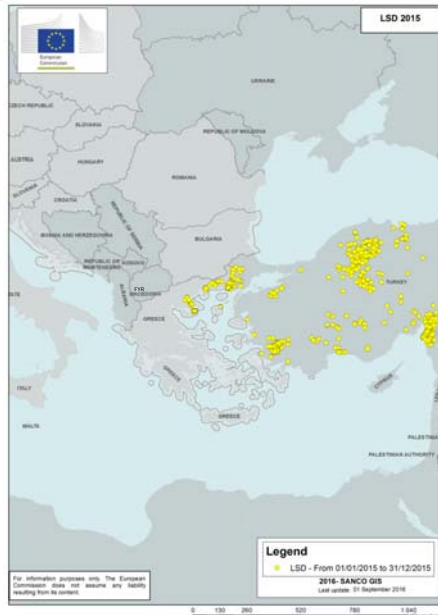 LSD 2015
European
Commission
UKRAINE
CZECH REPUBLIC
SLOVAKIA
REPUBLIC OF MOLDOVA
AUSTRIA
HUNGARY
SLOVENIA
ROMANIA
CROATIA
BOSNIA AND HERZEGOVINA
REPUBLIC OF SERBIA
REPUBLIC OF
MONTENEGRO
KOSOVO
BULGARIA
FYR
MACEDONIA
ALBANIA
TURKEY
GREECE
GREECE
ITALY
GREECE
CYPRUS
MALTA
PALESTINIAN AUTHORITY
Legend
LSD - From 01/01/2015 to 31/12/2015
2016- SANCO GIS
Last update: 01 September 2016
For information purposes only. The European
Commission does not assume any liability
resulting from its content.
0 130 260 520 780 1 040